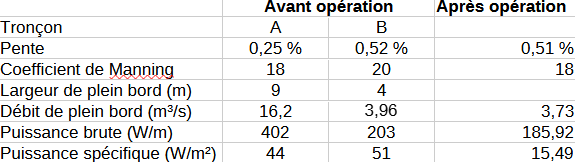 Avant opération Après opération
Tronçon A B
Pente 0,25 % 0,52 % 0,51 %
Coefficient de Manning 18 20 18
Largeur de plein bord (m) 9 4
Débit de plein bord (m³/s) 16,2 3,96 3,73
Puissance brute (W/m) 402 203 185,92
Puissance spécifique (W/m²) 44 51 15,49